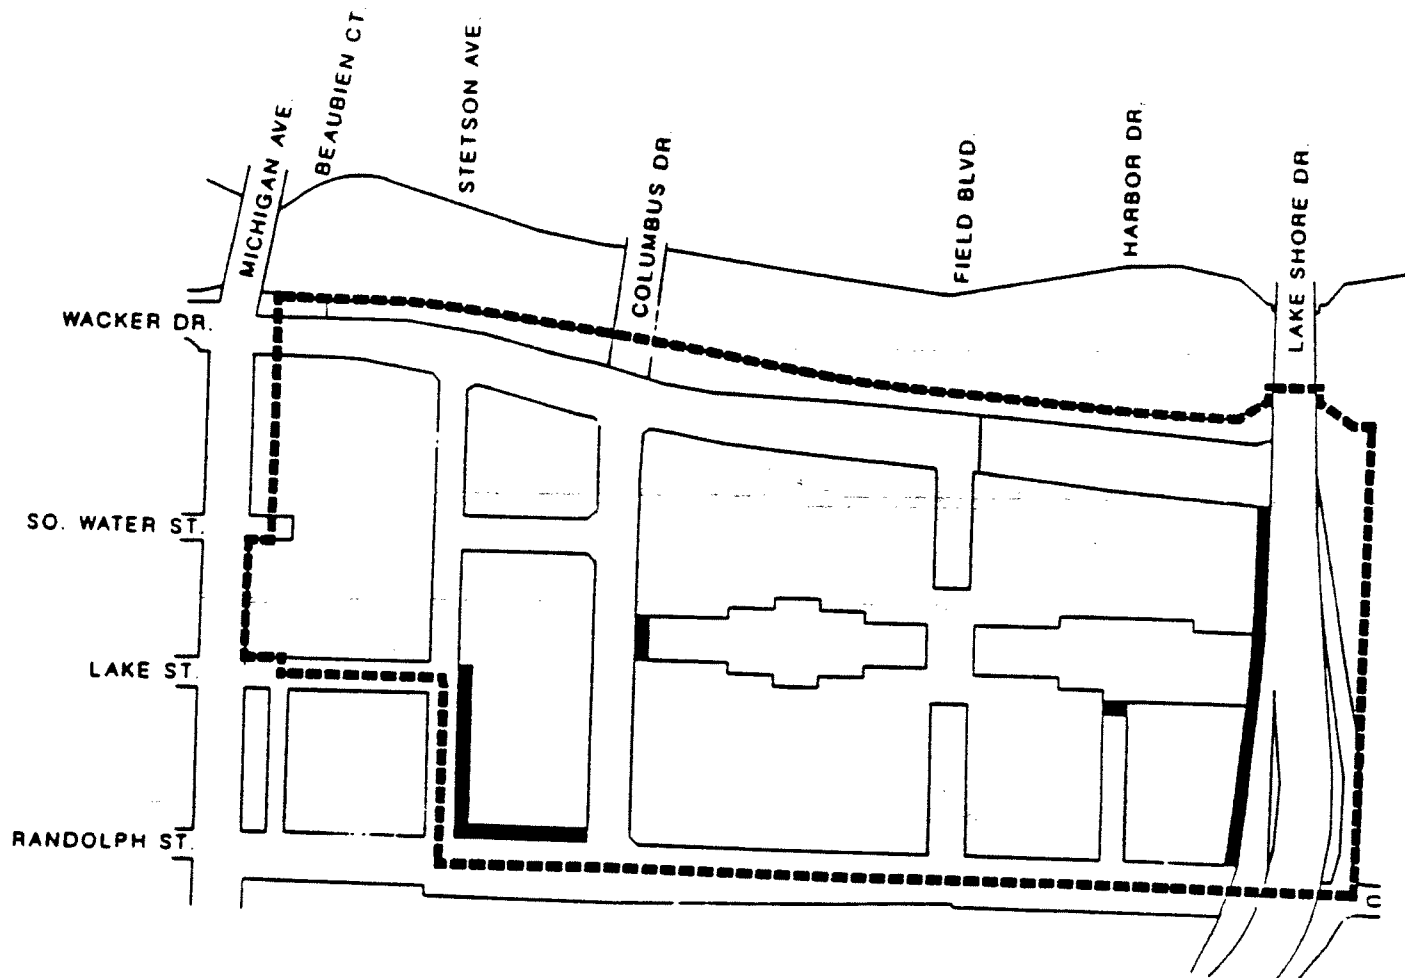 MICHIGAN AVE.
BEAUBIEN CT.
STETSON AVE.
COLUMBUS DR.
FIELD BLVD.
HARBOR DR.
LAKE SHORE DR.
WACKER DR.
SO. WATER ST.
LAKE ST.
RANDOLPH ST.